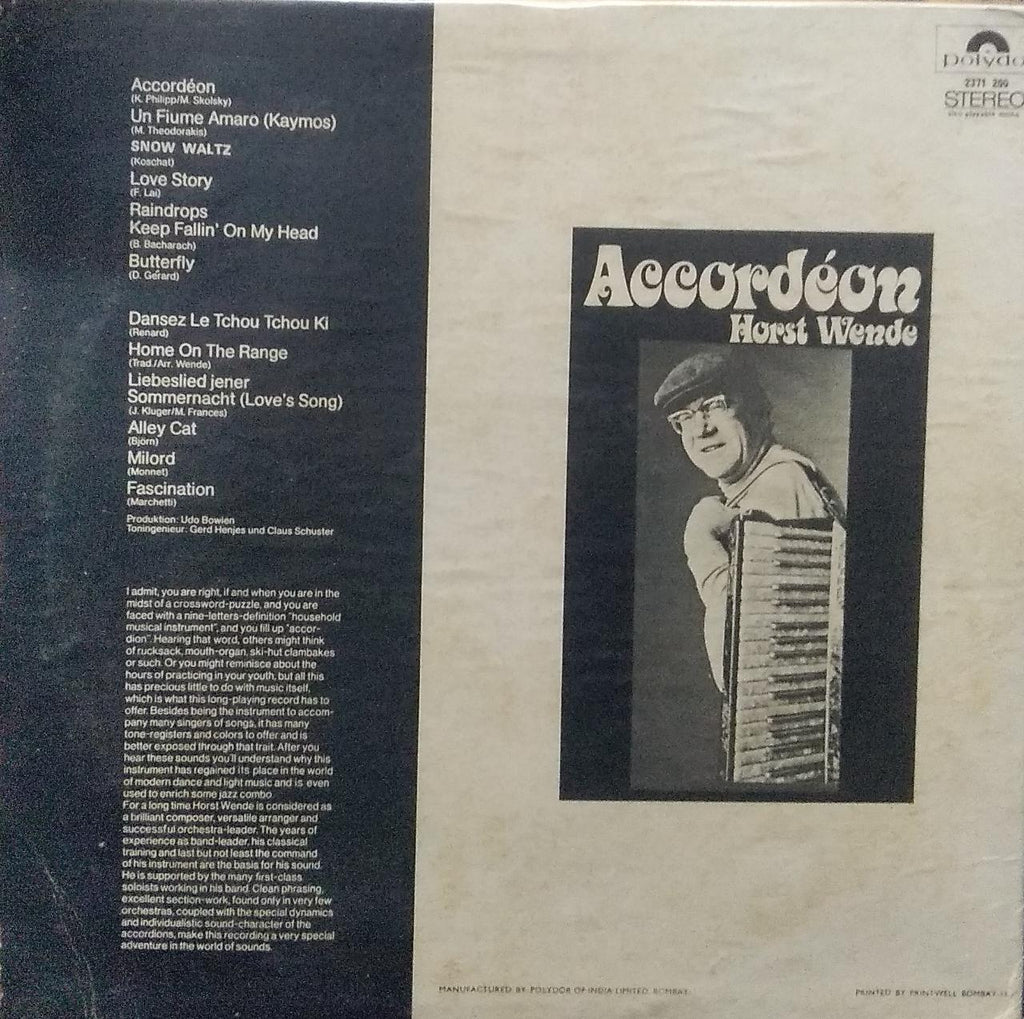 Accordéon
(K. Philipp/M. Skolsky)
Un Fiume Amaro (Kaymos)
(M. Theodorakis)
SNOW WALTZ
(Koschat)
Love Story
(F. Lai)
Raindrops
Keep Fallin' On My Head
(B. Bacharach)
Butterfly
(D. Gérard)
Dansez Le Tchou Tchou Ki
(Renard)
Home On The Range
(Trad./Arr. Wende)
Liebeslied jener
Sommernacht (Love's Song)
(J. Kluger/M. Frances)
Alley Cat
(Björn)
Milord
(Monnet)
Fascination
(Marchetti)
Produktion: Udo Bowien
Toningenieur: Gerd Henjes und Claus Schuster
I admit, you are right, if and when you are in the
midst of a crossword-puzzle, and you are
faced with a nine-letters-definition "household
musical instrument", and you fill up "accor-
dion". Hearing that word, others might think
of rucksack, mouth-organ, ski-hut clambakes
or such. Or you might reminisce about the
hours of practicing in your youth, but all this
has precious little to do with music itself,
which is what this long-playing record has to
offer. Besides being the instrument to accom-
pany many singers of songs, it has many
tone-registers and colors to offer and is
better exposed through that trait. After you
hear these sounds you'll understand why this
instrument has regained its place in the world
of modern dance and light music and is even
used to enrich some jazz combo.
For a long time Horst Wende is considered as
a brilliant composer, versatile arranger and
successful orchestra-leader. The years of
experience as band-leader, his classical
training and last but not least the command
of his instrument are the basis for his sound.
He is supported by the many first-class
soloists working in his band. Clean phrasing,
excellent section-work, found only in very few
orchestras, coupled with the special dynamics
and individualistic sound-character of the
accordions, make this recording a very special
adventure in the world of sounds.
polydo
2371 290
STEREO
Accordéon
Horst Wende
MANUFACTURED BY POLYDOR OF INDIA LIMITED, BOMBAY.
PRINTED BY PRINTWELL BOMBAY